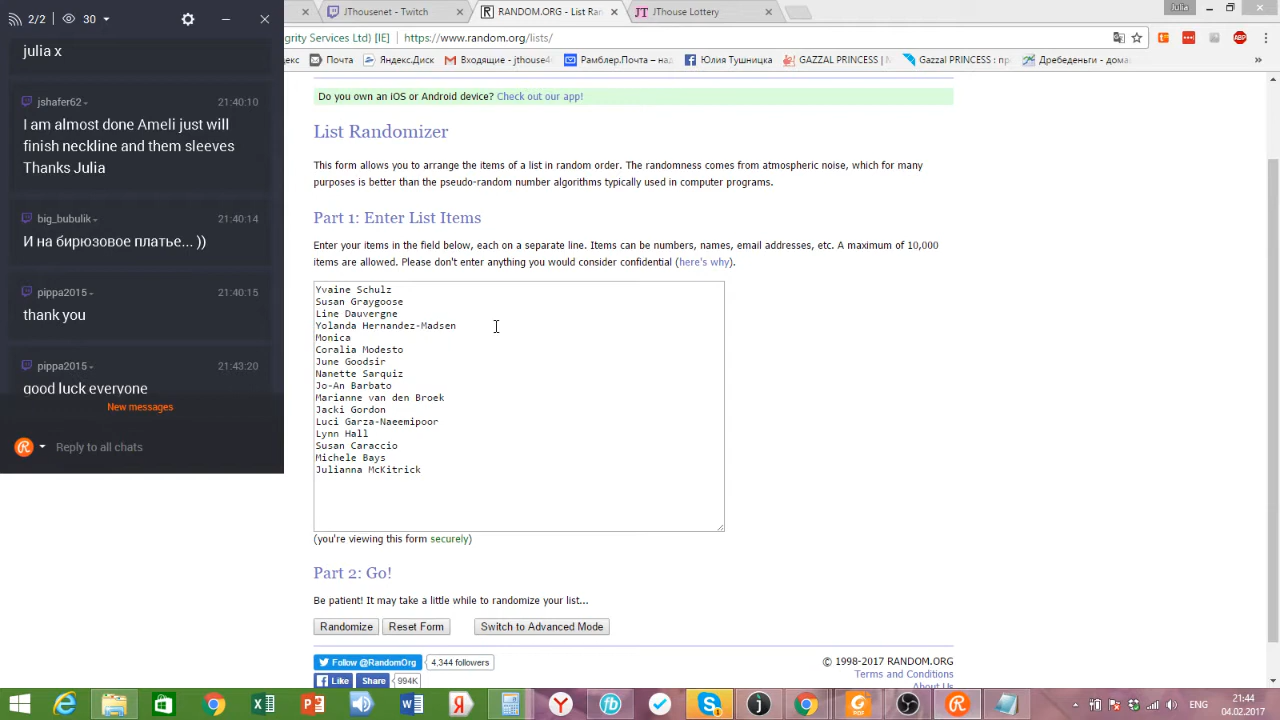 2/2 30
julia x
jshafer62 21:40:10
I am almost done Ameli just will
finish neckline and them sleeves
Thanks Julia
big_bubulik 21:40:14
И на бирюзовое платье... ))
pippa2015 21:40:15
thank you
pippa2015 21:43:20
good luck everyone
New messages
Reply to all chats
JThousenet - Twitch
RANDOM.ORG - List Ran
JThouse Lottery
Julia
grity Services Ltd) [IE] https://www.random.org/lists/
декс Почта Яндекс.Диск Входящие - jthouse4 Рамблер.Почта – на Юлия Тушницка GAZZAL PRINCESS | Gazzal PRINCESS : пр Дребеденьги - дома »
Do you own an iOS or Android device? Check out our app!
List Randomizer
This form allows you to arrange the items of a list in random order. The randomness comes from atmospheric noise, which for many
purposes is better than the pseudo-random number algorithms typically used in computer programs.
Part 1: Enter List Items
Enter your items in the field below, each on a separate line. Items can be numbers, names, email addresses, etc. A maximum of 10,000
items are allowed. Please don't enter anything you would consider confidential (here's why).
Yvaine Schulz
Susan Graygoose
Line Dauvergne
Yolanda Hernandez-Madsen
Monica
Coralia Modesto
June Goodsir
Nanette Sarquiz
Jo-An Barbato
Marianne van den Broek
Jacki Gordon
Luci Garza-Naeemipoor
Lynn Hall
Susan Caraccio
Michele Bays
Julianna McKitrick
(you're viewing this form securely)
Part 2: Go!
Be patient! It may take a little while to randomize your list...
Randomize Reset Form Switch to Advanced Mode
Follow @RandomOrg 4,344 followers
Like Share 994K
© 1998-2017 RANDOM.ORG
Terms and Conditions
About Us
21:44
04.02.2017